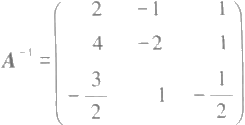 A⁻¹ = ( 2 -1 1
4 -2 1
-3/2 1 -1/2 )